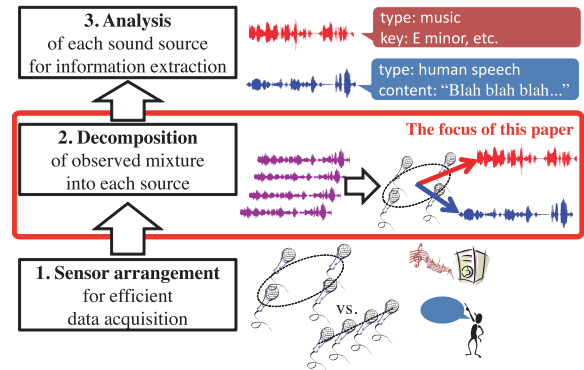 3. Analysis
of each sound source
for information extraction
type: music
key: E minor, etc.
type: human speech
content: “Blah blah blah...”
The focus of this paper
2. Decomposition
of observed mixture
into each source
1. Sensor arrangement
for efficient
data acquisition
vs.